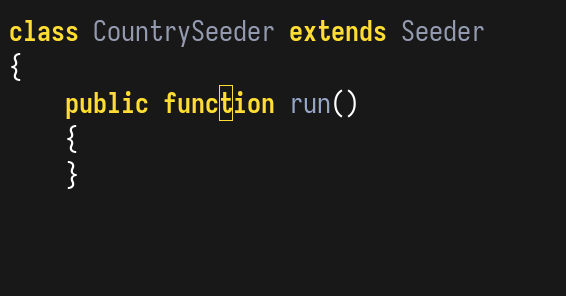 class CountrySeeder extends Seeder
{
    public function run()
    {
    }